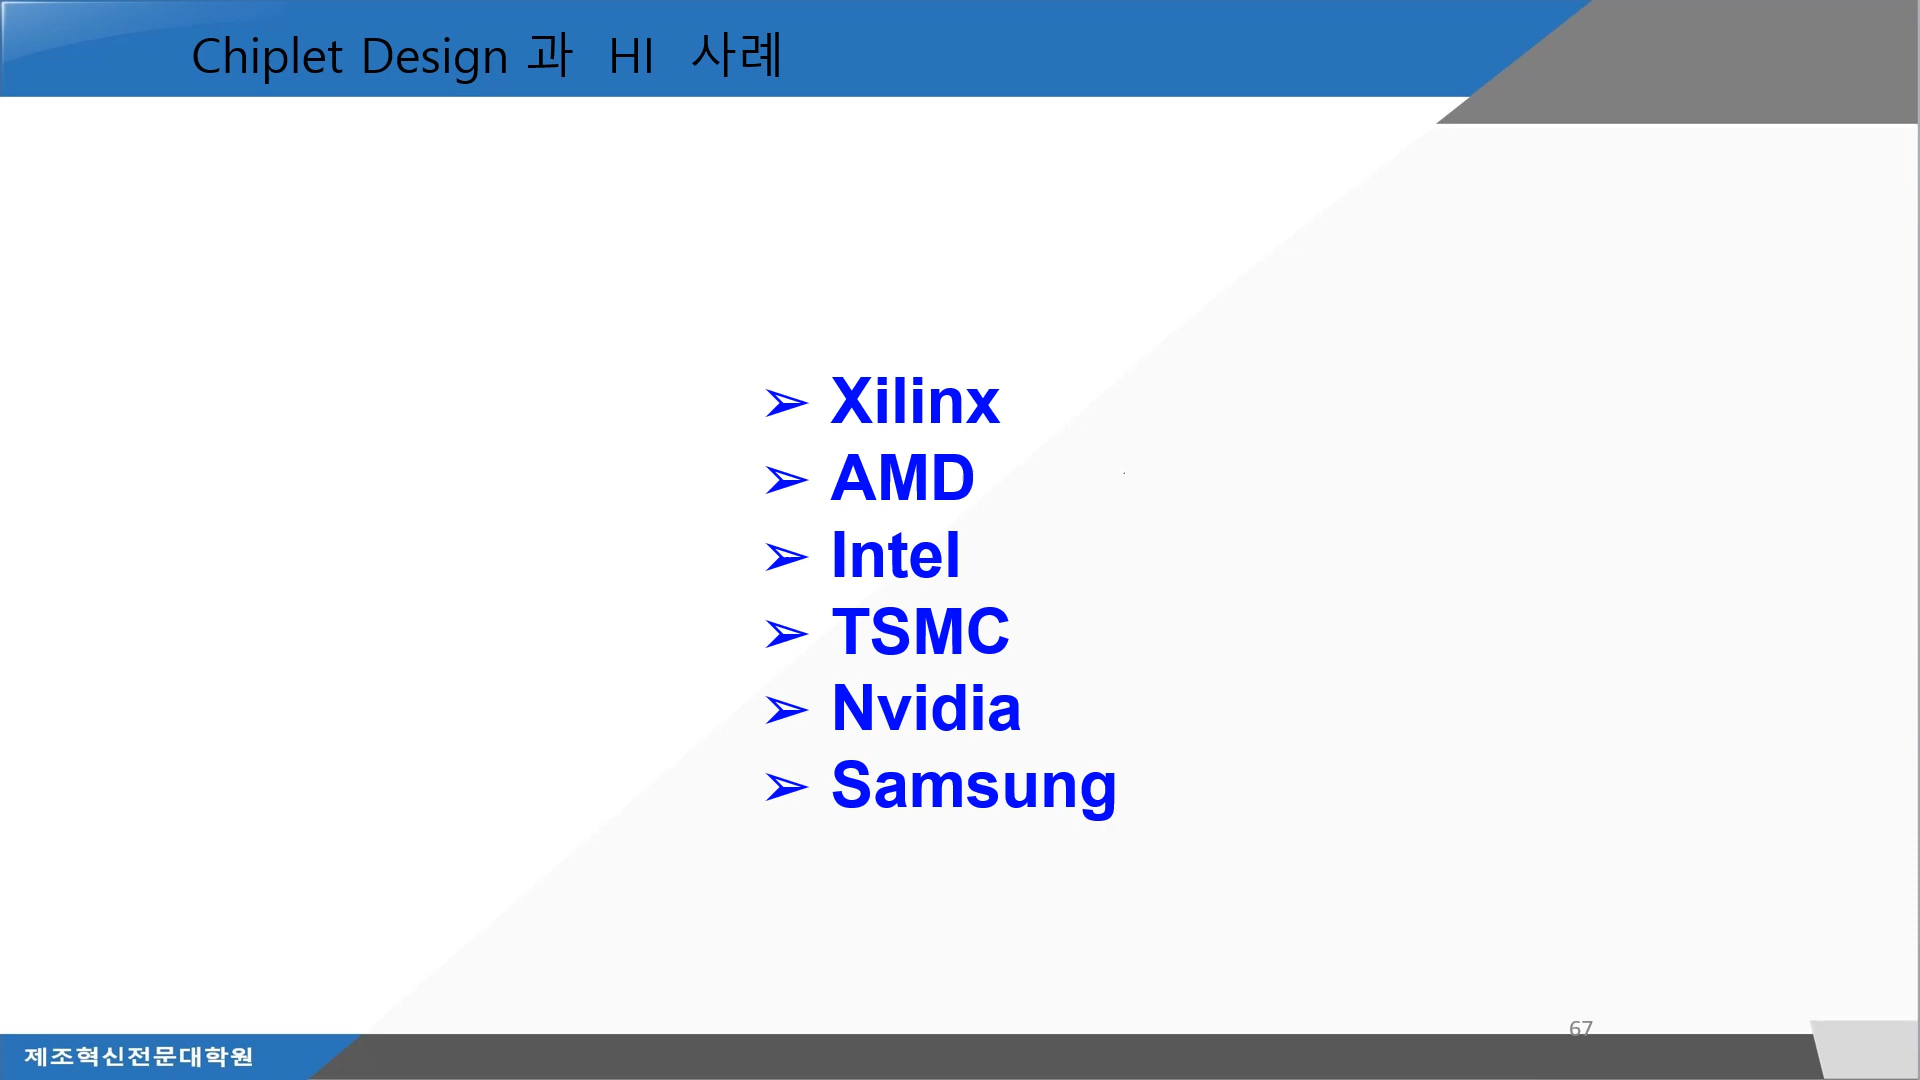 Chiplet Design 과 HI 사례
➢ Xilinx
➢ AMD
➢ Intel
➢ TSMC
➢ Nvidia
➢ Samsung
67
제조혁신전문대학원